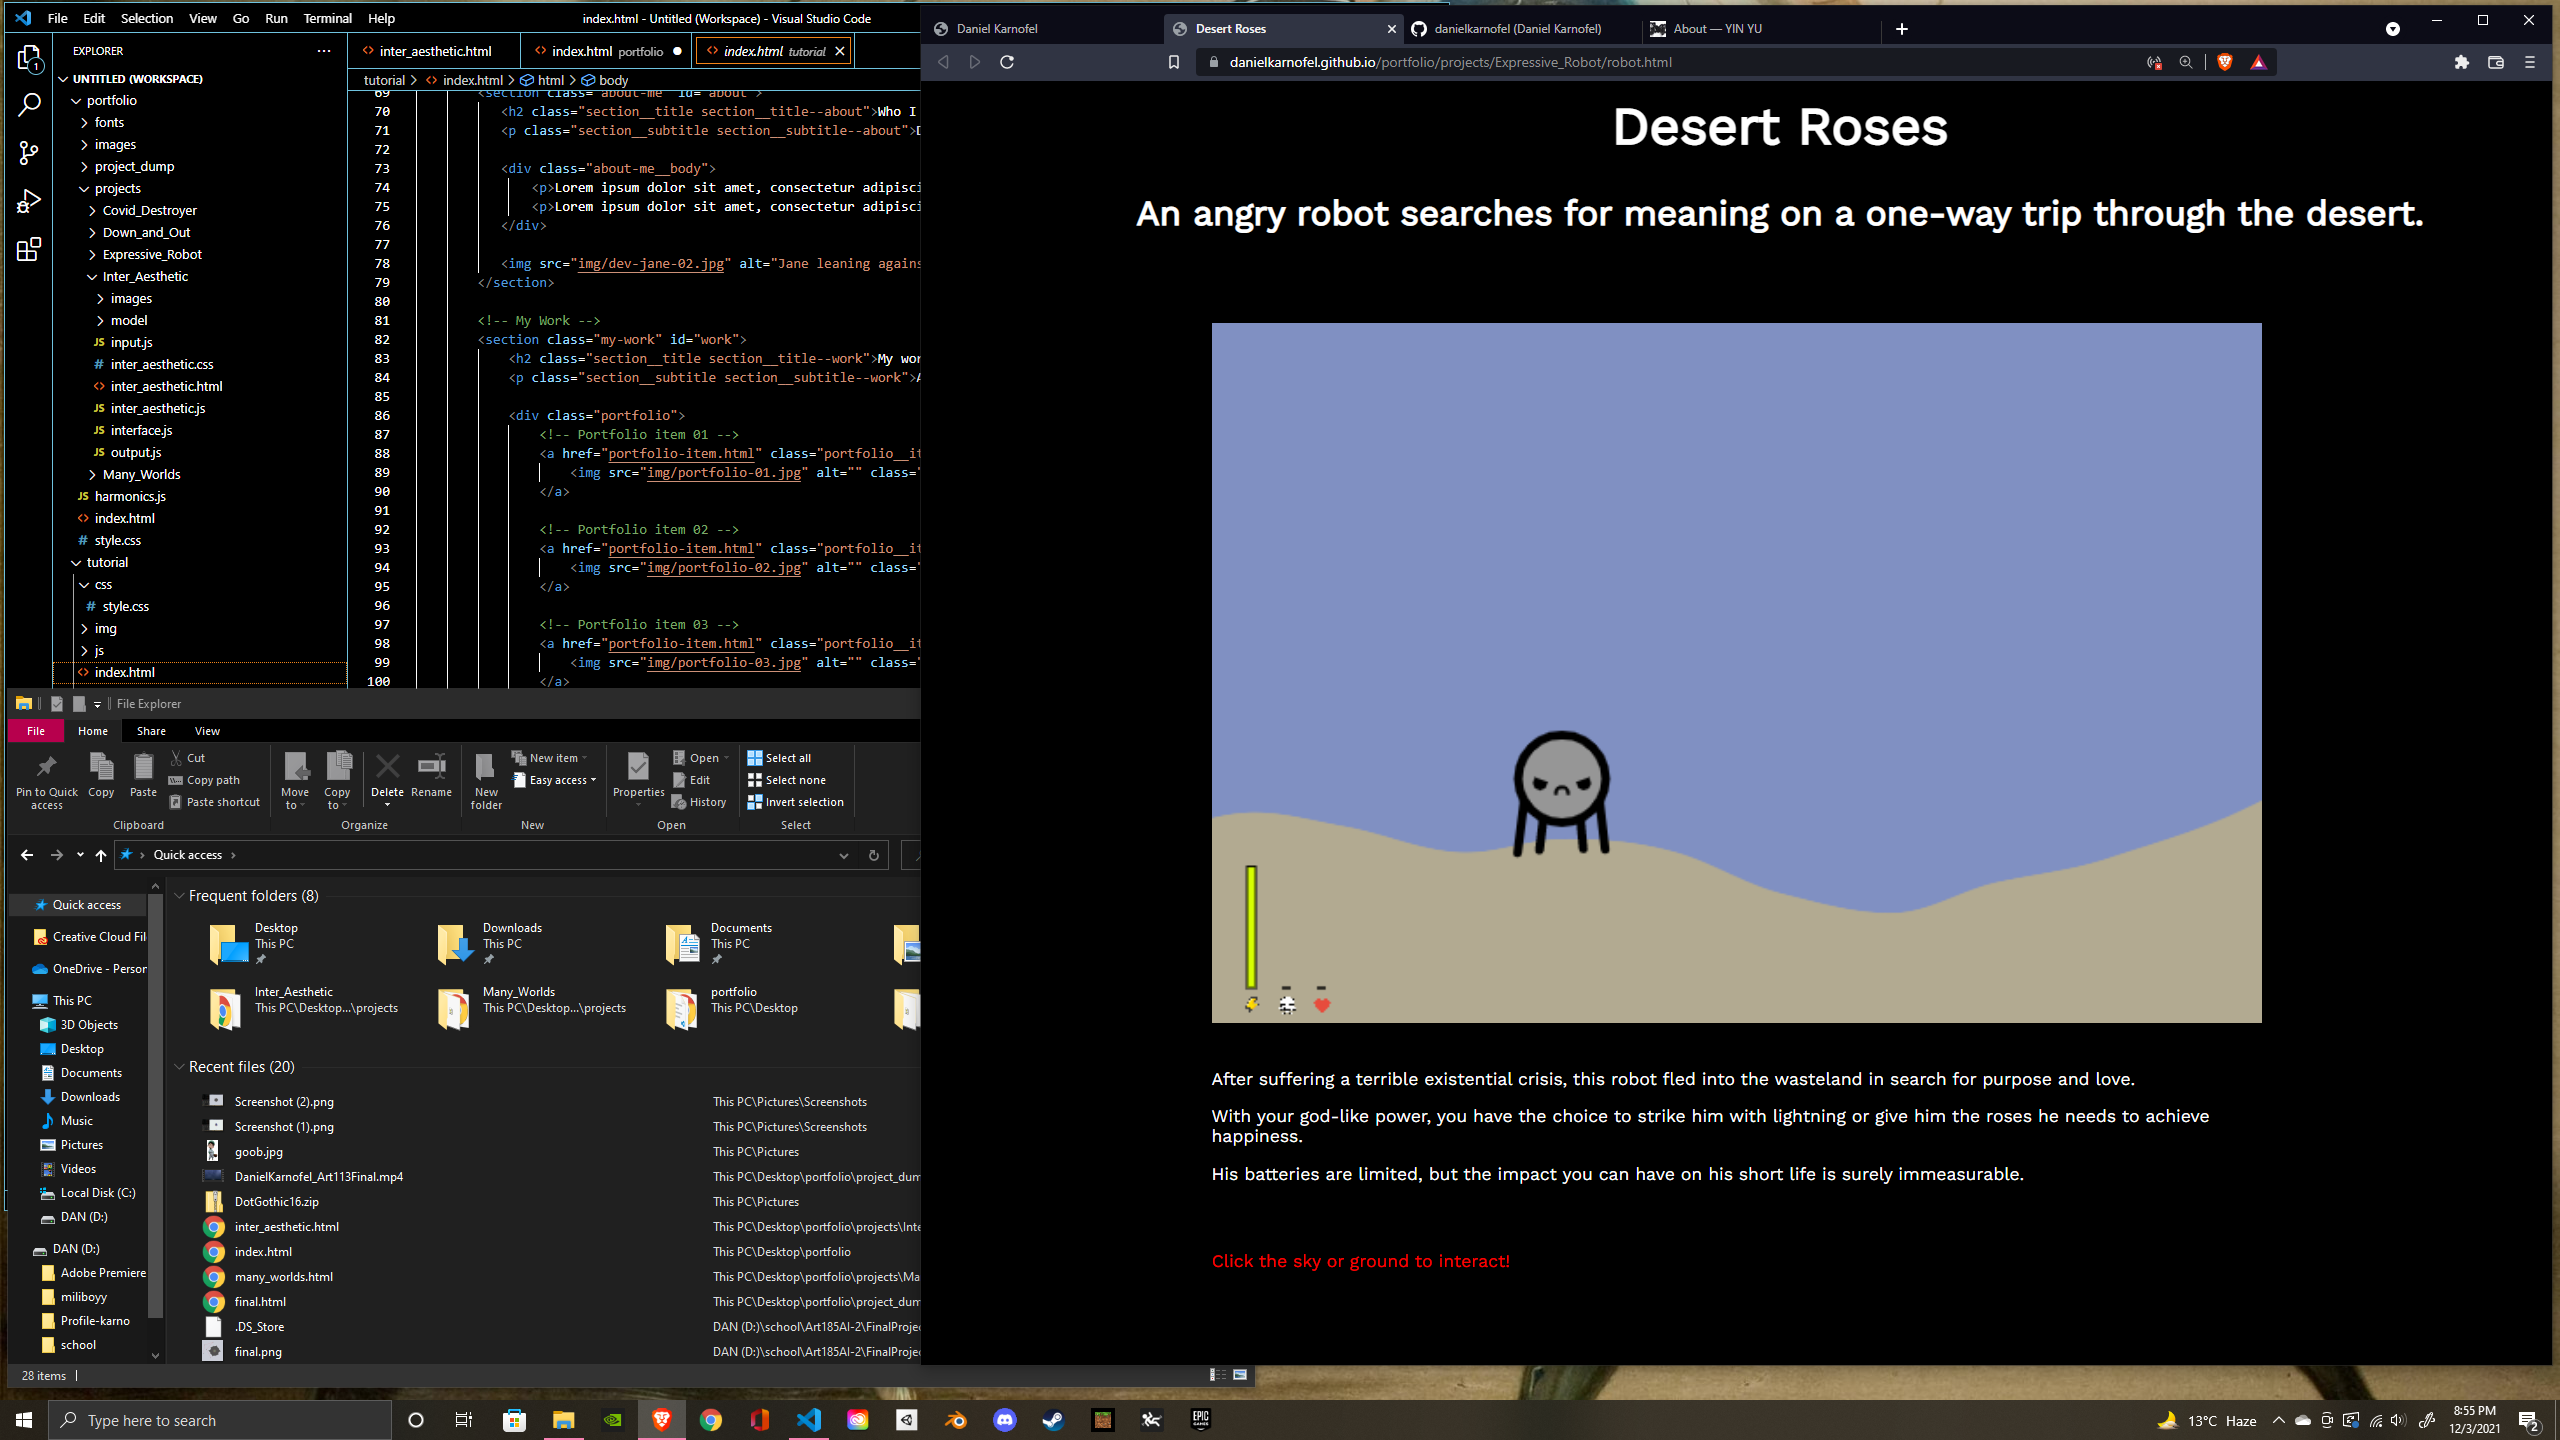 File Edit Selection View Go Run Terminal Help
index.html - Untitled (Workspace) - Visual Studio Code
EXPLORER
1
UNTITLED (WORKSPACE)
portfolio
fonts
images
project_dump
projects
Covid_Destroyer
Down_and_Out
Expressive_Robot
Inter_Aesthetic
images
model
JS input.js
# inter_aesthetic.css
inter_aesthetic.html
JS inter_aesthetic.js
JS interface.js
JS output.js
Many_Worlds
JS harmonics.js
index.html
# style.css
tutorial
css
# style.css
img
js
index.html
inter_aesthetic.html
index.html portfolio
index.html tutorial
tutorial > index.html > html > body
69 <section class="about-me" id="about">
70 <h2 class="section__title section__title--about">Who I
71 <p class="section__subtitle section__subtitle--about">D
72
73 <div class="about-me__body">
74 <p>Lorem ipsum dolor sit amet, consectetur adipisci
75 <p>Lorem ipsum dolor sit amet, consectetur adipisci
76 </div>
77
78 <img src="img/dev-jane-02.jpg" alt="Jane leaning agains
79 </section>
80
81 <!-- My Work -->
82 <section class="my-work" id="work">
83 <h2 class="section__title section__title--work">My wor
84 <p class="section__subtitle section__subtitle--work">A
85
86 <div class="portfolio">
87 <!-- Portfolio item 01 -->
88 <a href="portfolio-item.html" class="portfolio__it
89 <img src="img/portfolio-01.jpg" alt="" class="
90 </a>
91
92 <!-- Portfolio item 02 -->
93 <a href="portfolio-item.html" class="portfolio__it
94 <img src="img/portfolio-02.jpg" alt="" class="
95 </a>
96
97 <!-- Portfolio item 03 -->
98 <a href="portfolio-item.html" class="portfolio__it
99 <img src="img/portfolio-03.jpg" alt="" class="
100 </a>
File Explorer
File Home Share View
Pin to Quick access
Copy
Paste
Cut
Copy path
Paste shortcut
Clipboard
Move to
Copy to
Delete
Rename
Organize
New folder
New item
Easy access
New
Properties
Open
Edit
History
Open
Select all
Select none
Invert selection
Select
Quick access
Quick access
Creative Cloud Fil
OneDrive - Person
This PC
3D Objects
Desktop
Documents
Downloads
Music
Pictures
Videos
Local Disk (C:)
DAN (D:)
DAN (D:)
Adobe Premiere
miliboyy
Profile-karno
school
Frequent folders (8)
Desktop
This PC
Downloads
This PC
Documents
This PC
Inter_Aesthetic
This PC\Desktop...\projects
Many_Worlds
This PC\Desktop...\projects
portfolio
This PC\Desktop
Recent files (20)
Screenshot (2).png This PC\Pictures\Screenshots
Screenshot (1).png This PC\Pictures\Screenshots
goob.jpg This PC\Pictures
DanielKarnofel_Art113Final.mp4 This PC\Desktop\portfolio\project_dum
DotGothic16.zip This PC\Pictures
inter_aesthetic.html This PC\Desktop\portfolio\projects\Inte
index.html This PC\Desktop\portfolio
many_worlds.html This PC\Desktop\portfolio\projects\Ma
final.html This PC\Desktop\portfolio\project_dum
.DS_Store DAN (D:)\school\Art185AI-2\FinalProjec
final.png DAN (D:)\school\Art185AI-2\FinalProjec
28 items
Daniel Karnofel
Desert Roses
danielkarnofel (Daniel Karnofel)
About — YIN YU
danielkarnofel.github.io/portfolio/projects/Expressive_Robot/robot.html
Desert Roses
An angry robot searches for meaning on a one-way trip through the desert.
After suffering a terrible existential crisis, this robot fled into the wasteland in search for purpose and love.
With your god-like power, you have the choice to strike him with lightning or give him the roses he needs to achieve
happiness.
His batteries are limited, but the impact you can have on his short life is surely immeasurable.
Click the sky or ground to interact!
Type here to search
EPIC GAMES
13°C Haze
8:55 PM
12/3/2021
2